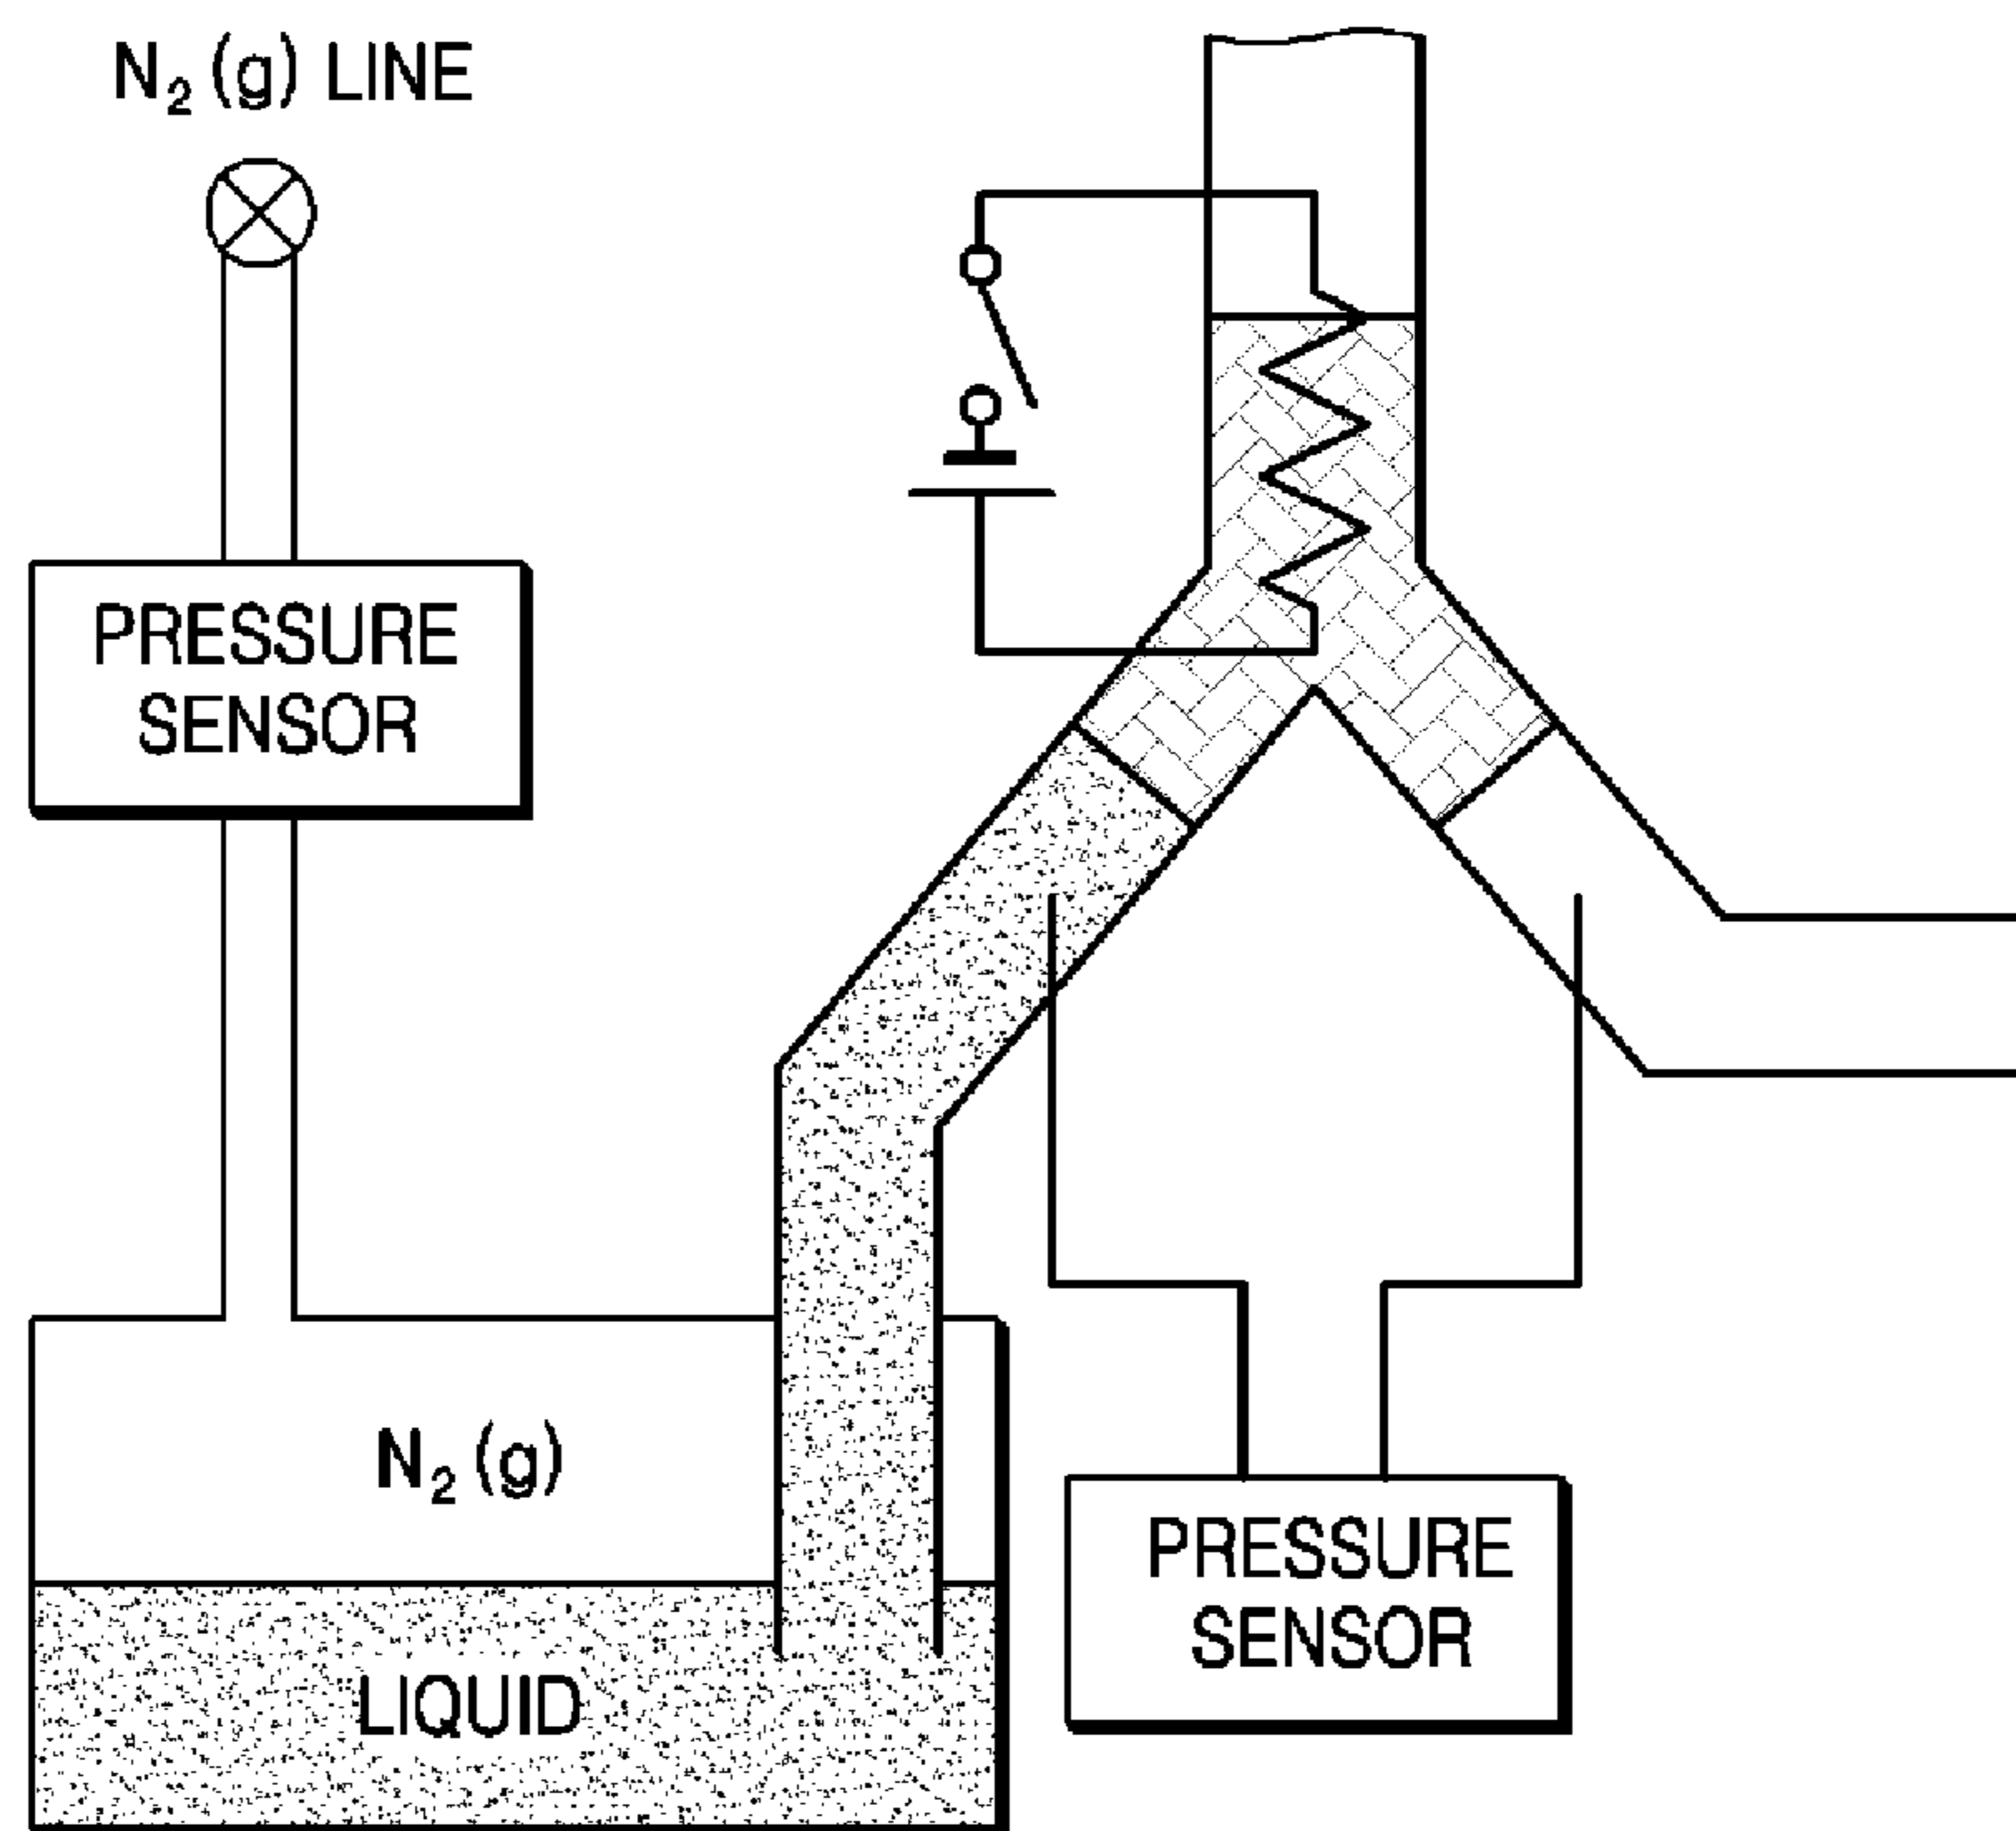 N₂ (g) LINE
PRESSURE
SENSOR
N₂ (g)
LIQUID
PRESSURE
SENSOR